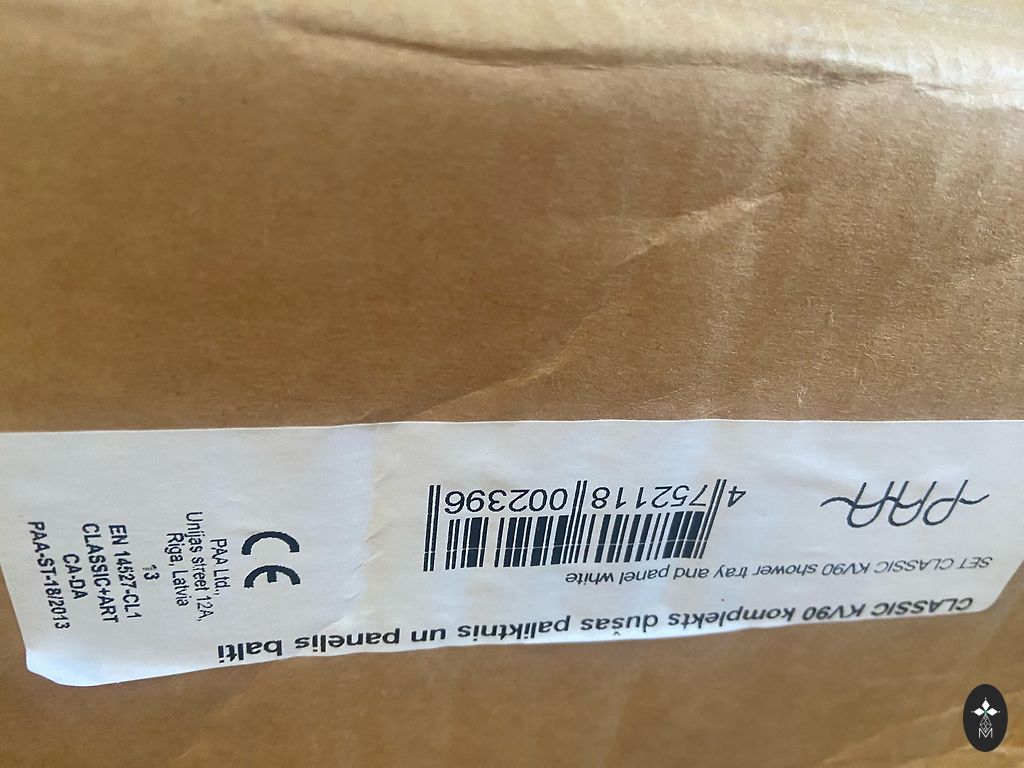 CLASSIC KV90 komplekts dušas paliktnis un panelis balti
SET CLASSIC KV90 shower tray and panel white
PAA
4 752118 002396
CE
PAA Ltd.,
Unijas street 12A,
Riga, Latvia
13
EN 14527-CL1
CLASSIC+ART
CA-DA
PAA-ST-18/2013
M